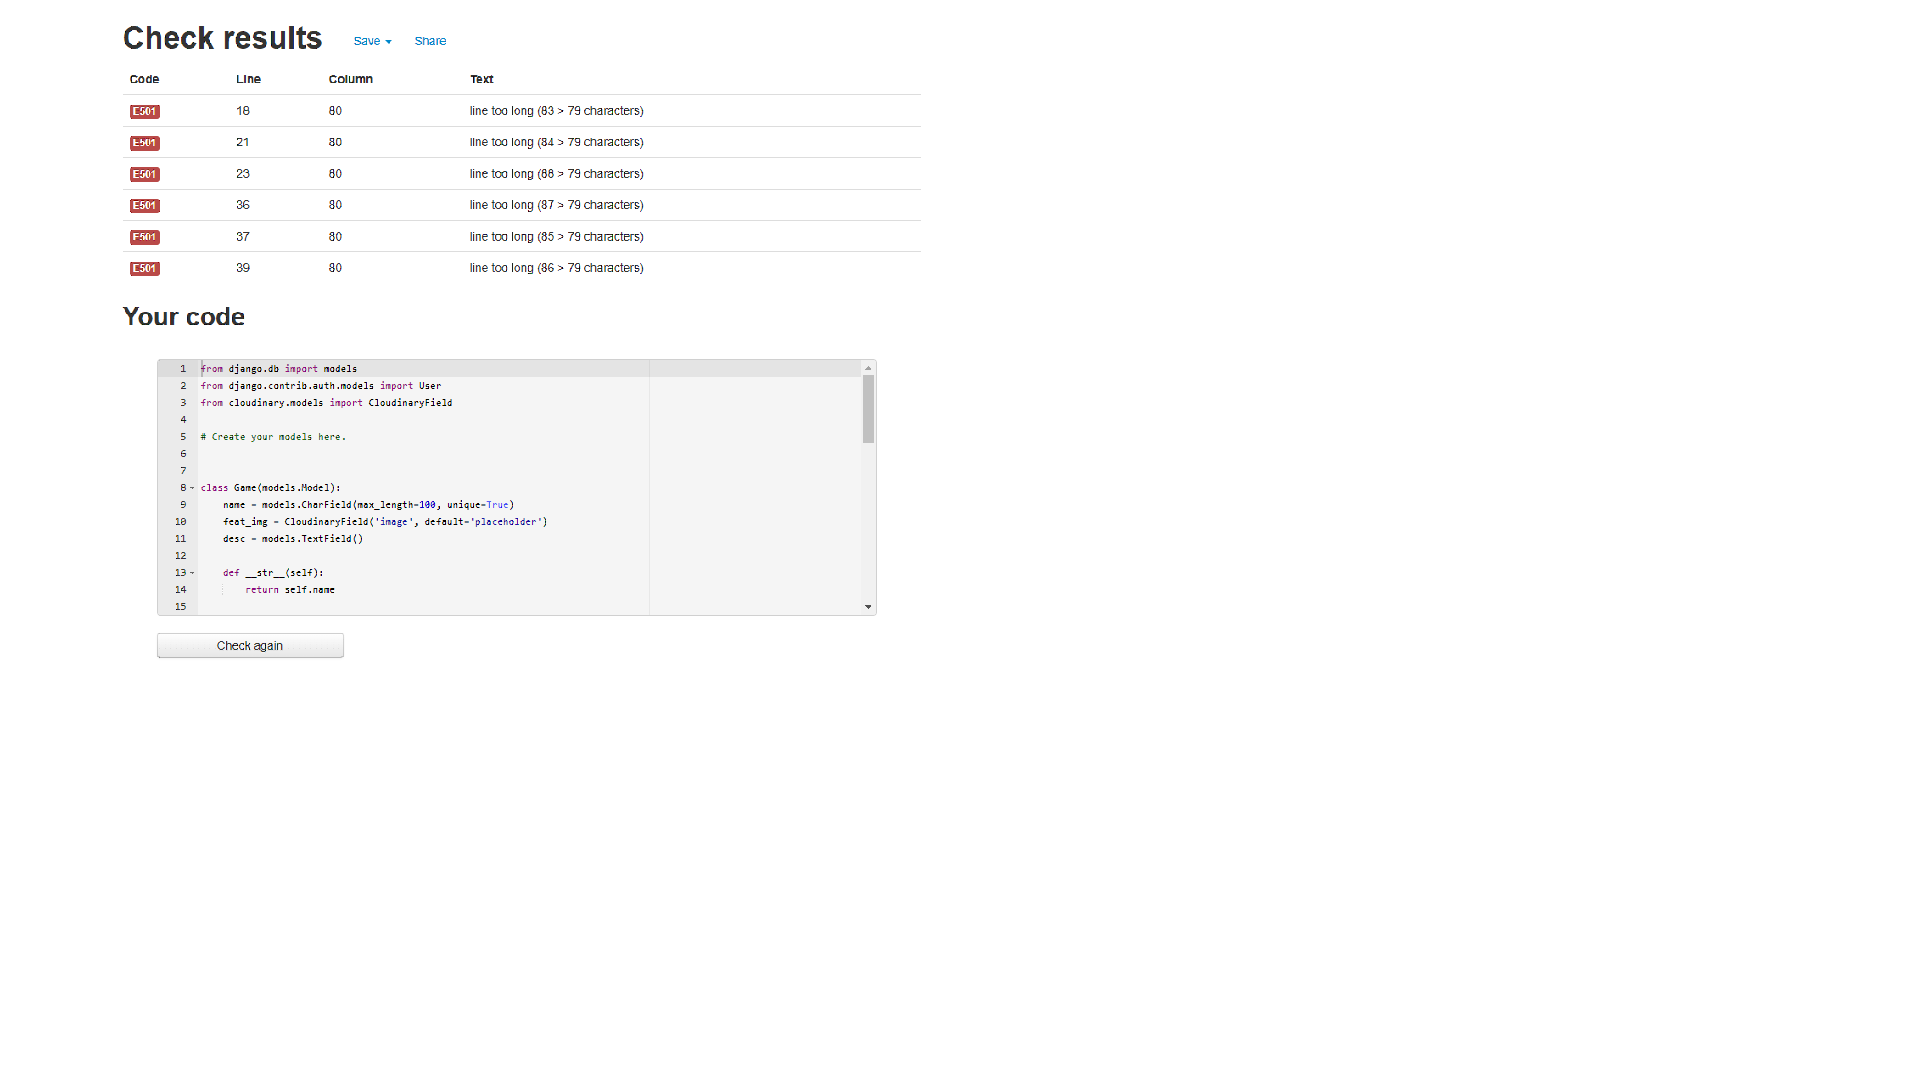 Check results Save Share
Code Line Column Text
E501 18 80 line too long (83 > 79 characters)
E501 21 80 line too long (84 > 79 characters)
E501 23 80 line too long (88 > 79 characters)
E501 36 80 line too long (87 > 79 characters)
E501 37 80 line too long (85 > 79 characters)
E501 39 80 line too long (86 > 79 characters)
Your code
1 from django.db import models
2 from django.contrib.auth.models import User
3 from cloudinary.models import CloudinaryField
4
5 # Create your models here.
6
7
8 class Game(models.Model):
9 name = models.CharField(max_length=100, unique=True)
10 feat_img = CloudinaryField('image', default='placeholder')
11 desc = models.TextField()
12
13 def __str__(self):
14 return self.name
15
Check again